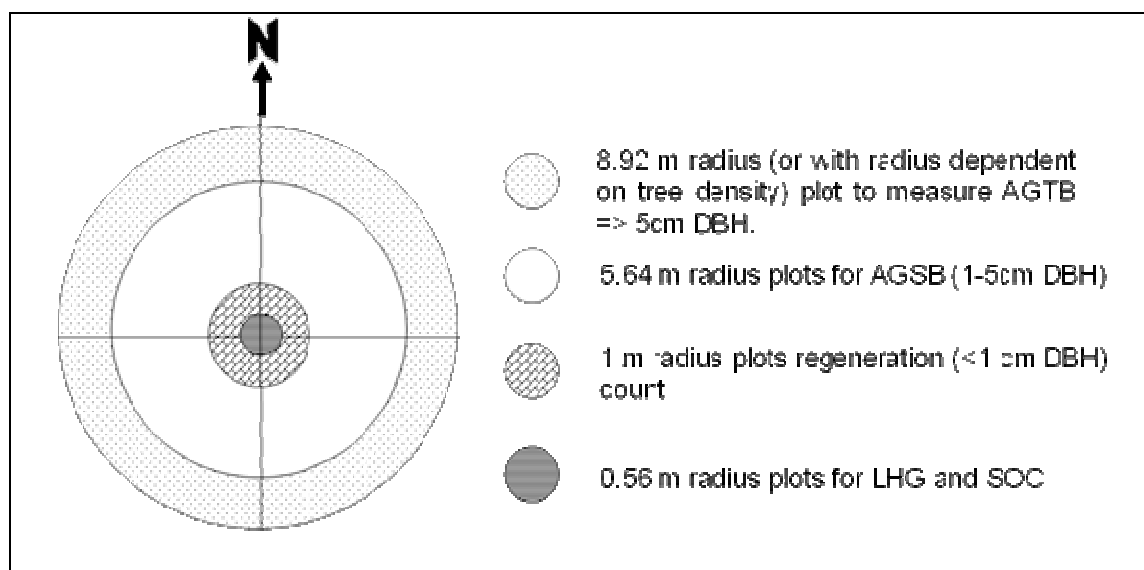 N
8.92 m radius (or with radius dependent
on tree density) plot to measure AGTB
=> 5cm DBH.
5.64 m radius plots for AGSB (1-5cm DBH)
1 m radius plots regeneration (<1 cm DBH)
court
0.56 m radius plots for LHG and SOC